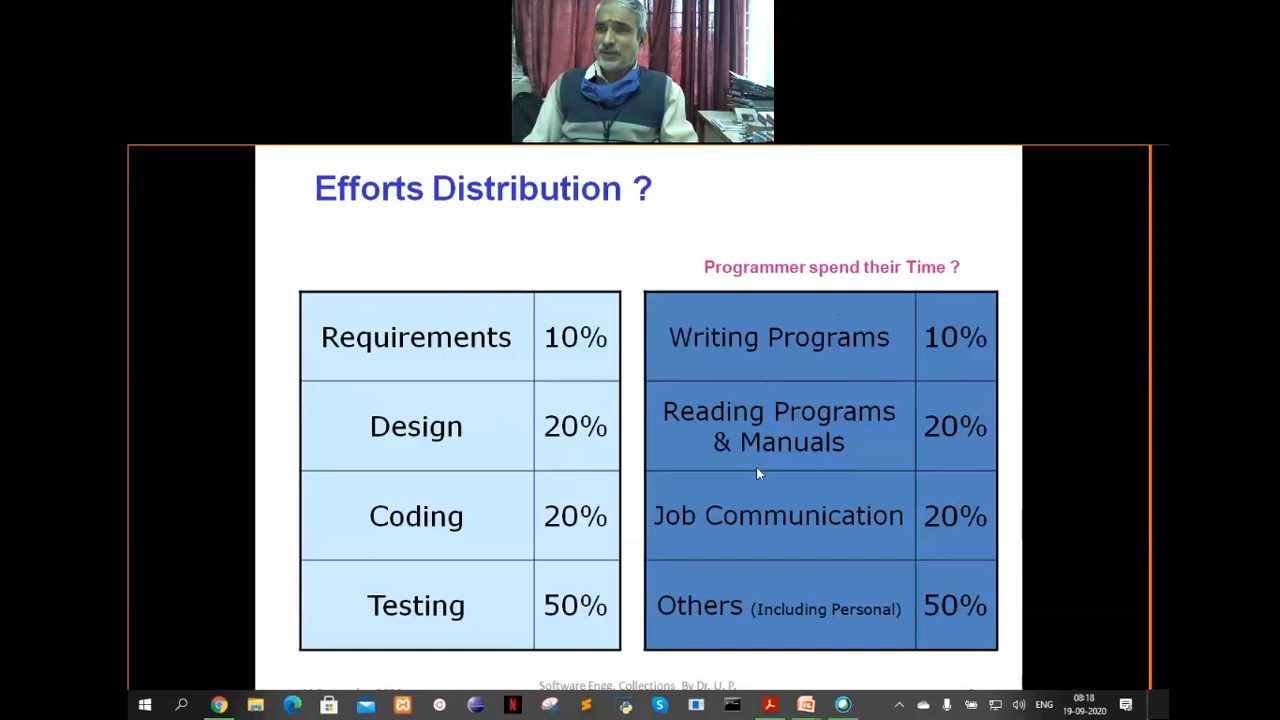 Efforts Distribution ?
Programmer spend their Time ?
Requirements 10%
Design 20%
Coding 20%
Testing 50%
Writing Programs 10%
Reading Programs
& Manuals 20%
Job Communication 20%
Others (Including Personal) 50%
Software Engg. Collections By Dr. U. P.
ENG
08:18
19-09-2020